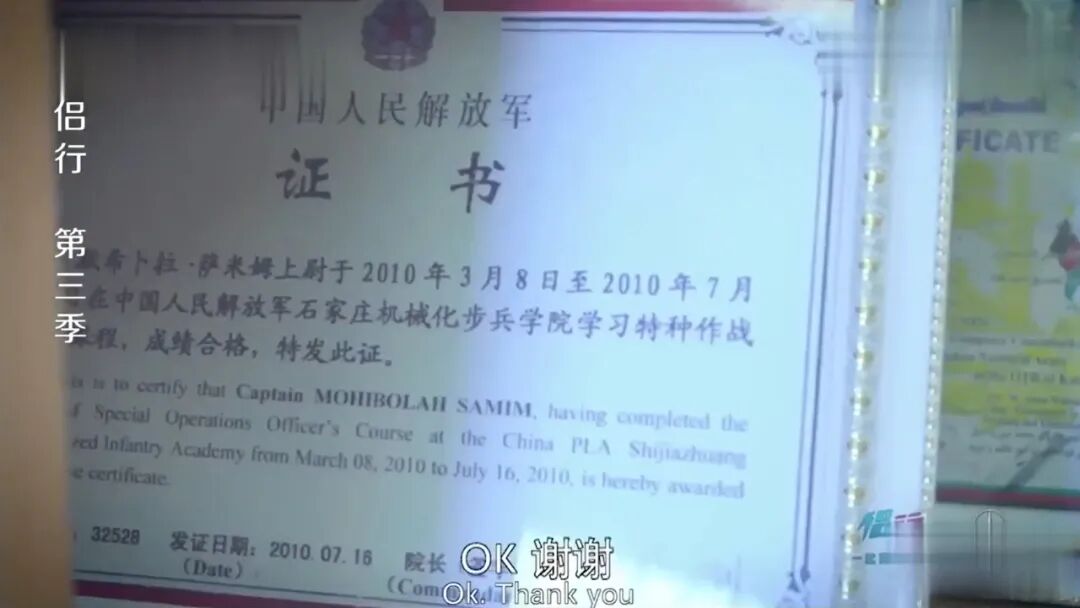 侣行 第三季
中国人民解放军
证 书
希卜拉·萨米姆上尉于2010年3月8日至2010年7月
在中国人民解放军石家庄机械化步兵学院学习特种作战
程，成绩合格，特发此证。
is to certify that Captain MOHIBOLAH SAMIM, having completed the
Special Operations Officer's Course at the China PLA Shijiazhuang
Infantry Academy from March 08, 2010 to July 16, 2010, is hereby awarded
certificate.
32528 发证日期：2010.07.16 院长
(Date)
OK 谢谢
Ok. Thank you
FICATE